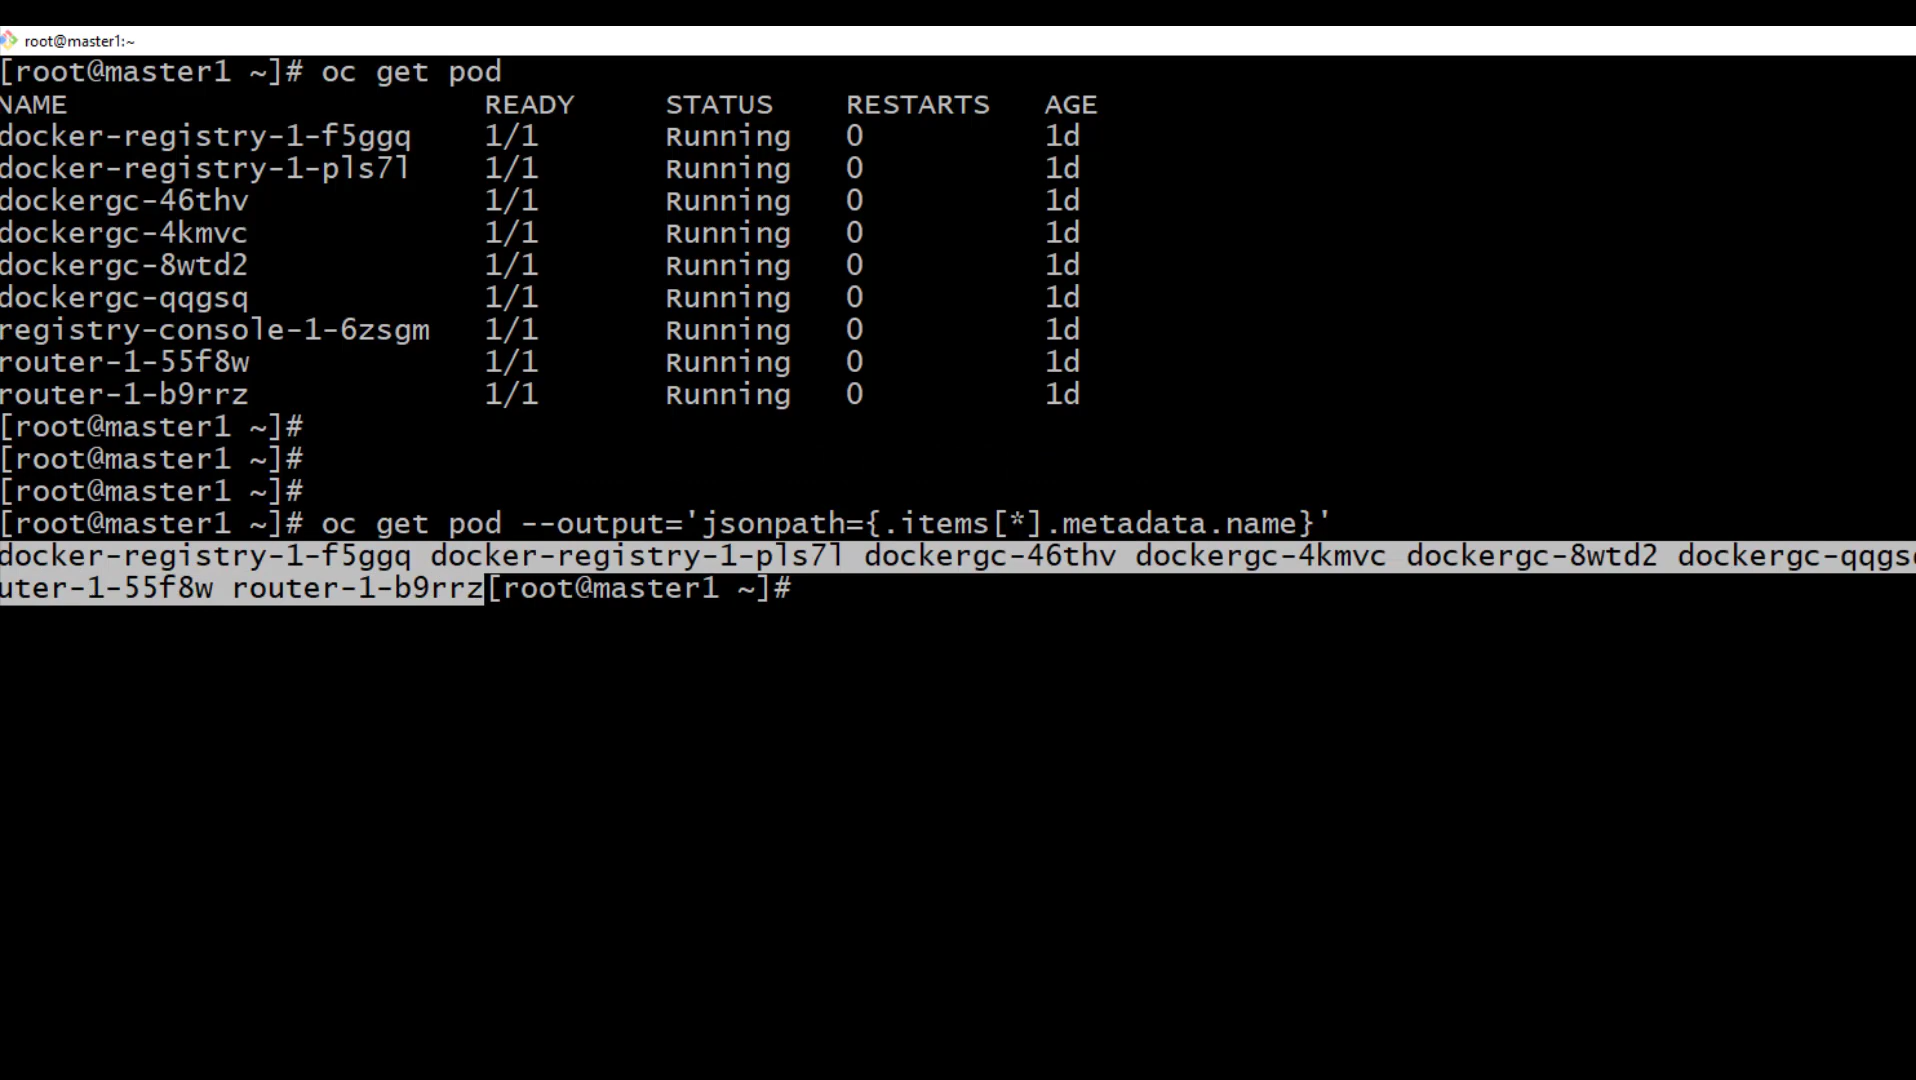 root@master1:~
[root@master1 ~]# oc get pod
NAME READY STATUS RESTARTS AGE
docker-registry-1-f5ggq 1/1 Running 0 1d
docker-registry-1-pls7l 1/1 Running 0 1d
dockergc-46thv 1/1 Running 0 1d
dockergc-4kmvc 1/1 Running 0 1d
dockergc-8wtd2 1/1 Running 0 1d
dockergc-qqgsq 1/1 Running 0 1d
registry-console-1-6zsgm 1/1 Running 0 1d
router-1-55f8w 1/1 Running 0 1d
router-1-b9rrz 1/1 Running 0 1d
[root@master1 ~]#
[root@master1 ~]#
[root@master1 ~]#
[root@master1 ~]# oc get pod --output='jsonpath={.items[*].metadata.name}'
docker-registry-1-f5ggq docker-registry-1-pls7l dockergc-46thv dockergc-4kmvc dockergc-8wtd2 dockergc-qqgs
uter-1-55f8w router-1-b9rrz[root@master1 ~]#